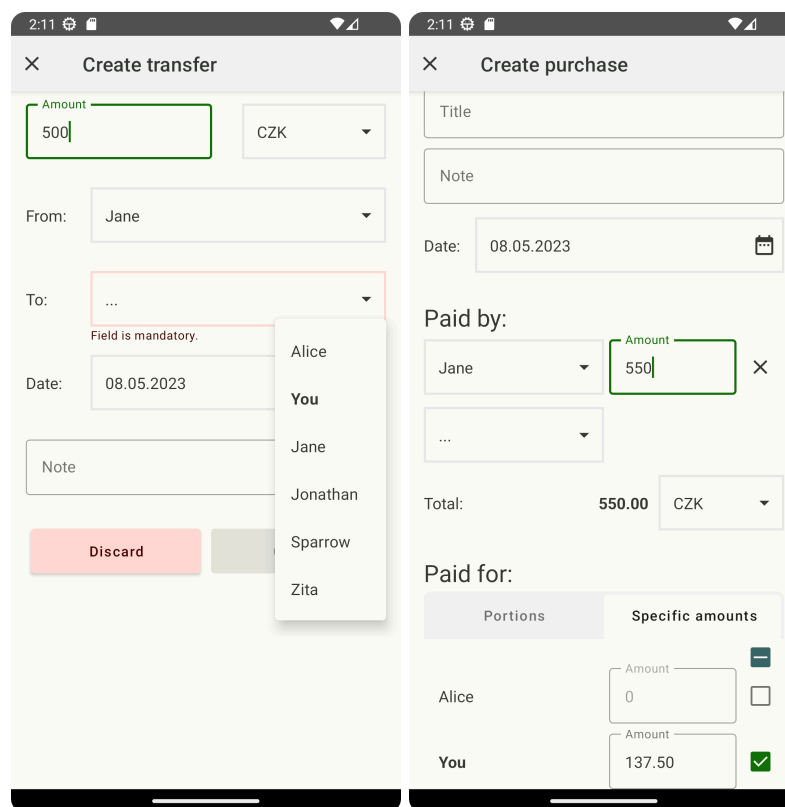 2:11
Create transfer
Amount
500
CZK
From:
Jane
To:
...
Field is mandatory.
Date:
08.05.2023
Note
Discard
Alice
You
Jane
Jonathan
Sparrow
Zita
2:11
Create purchase
Title
Note
Date:
08.05.2023
Paid by:
Jane
Amount
550
...
Total:
550.00
CZK
Paid for:
Portions
Specific amounts
Alice
Amount
0
You
Amount
137.50